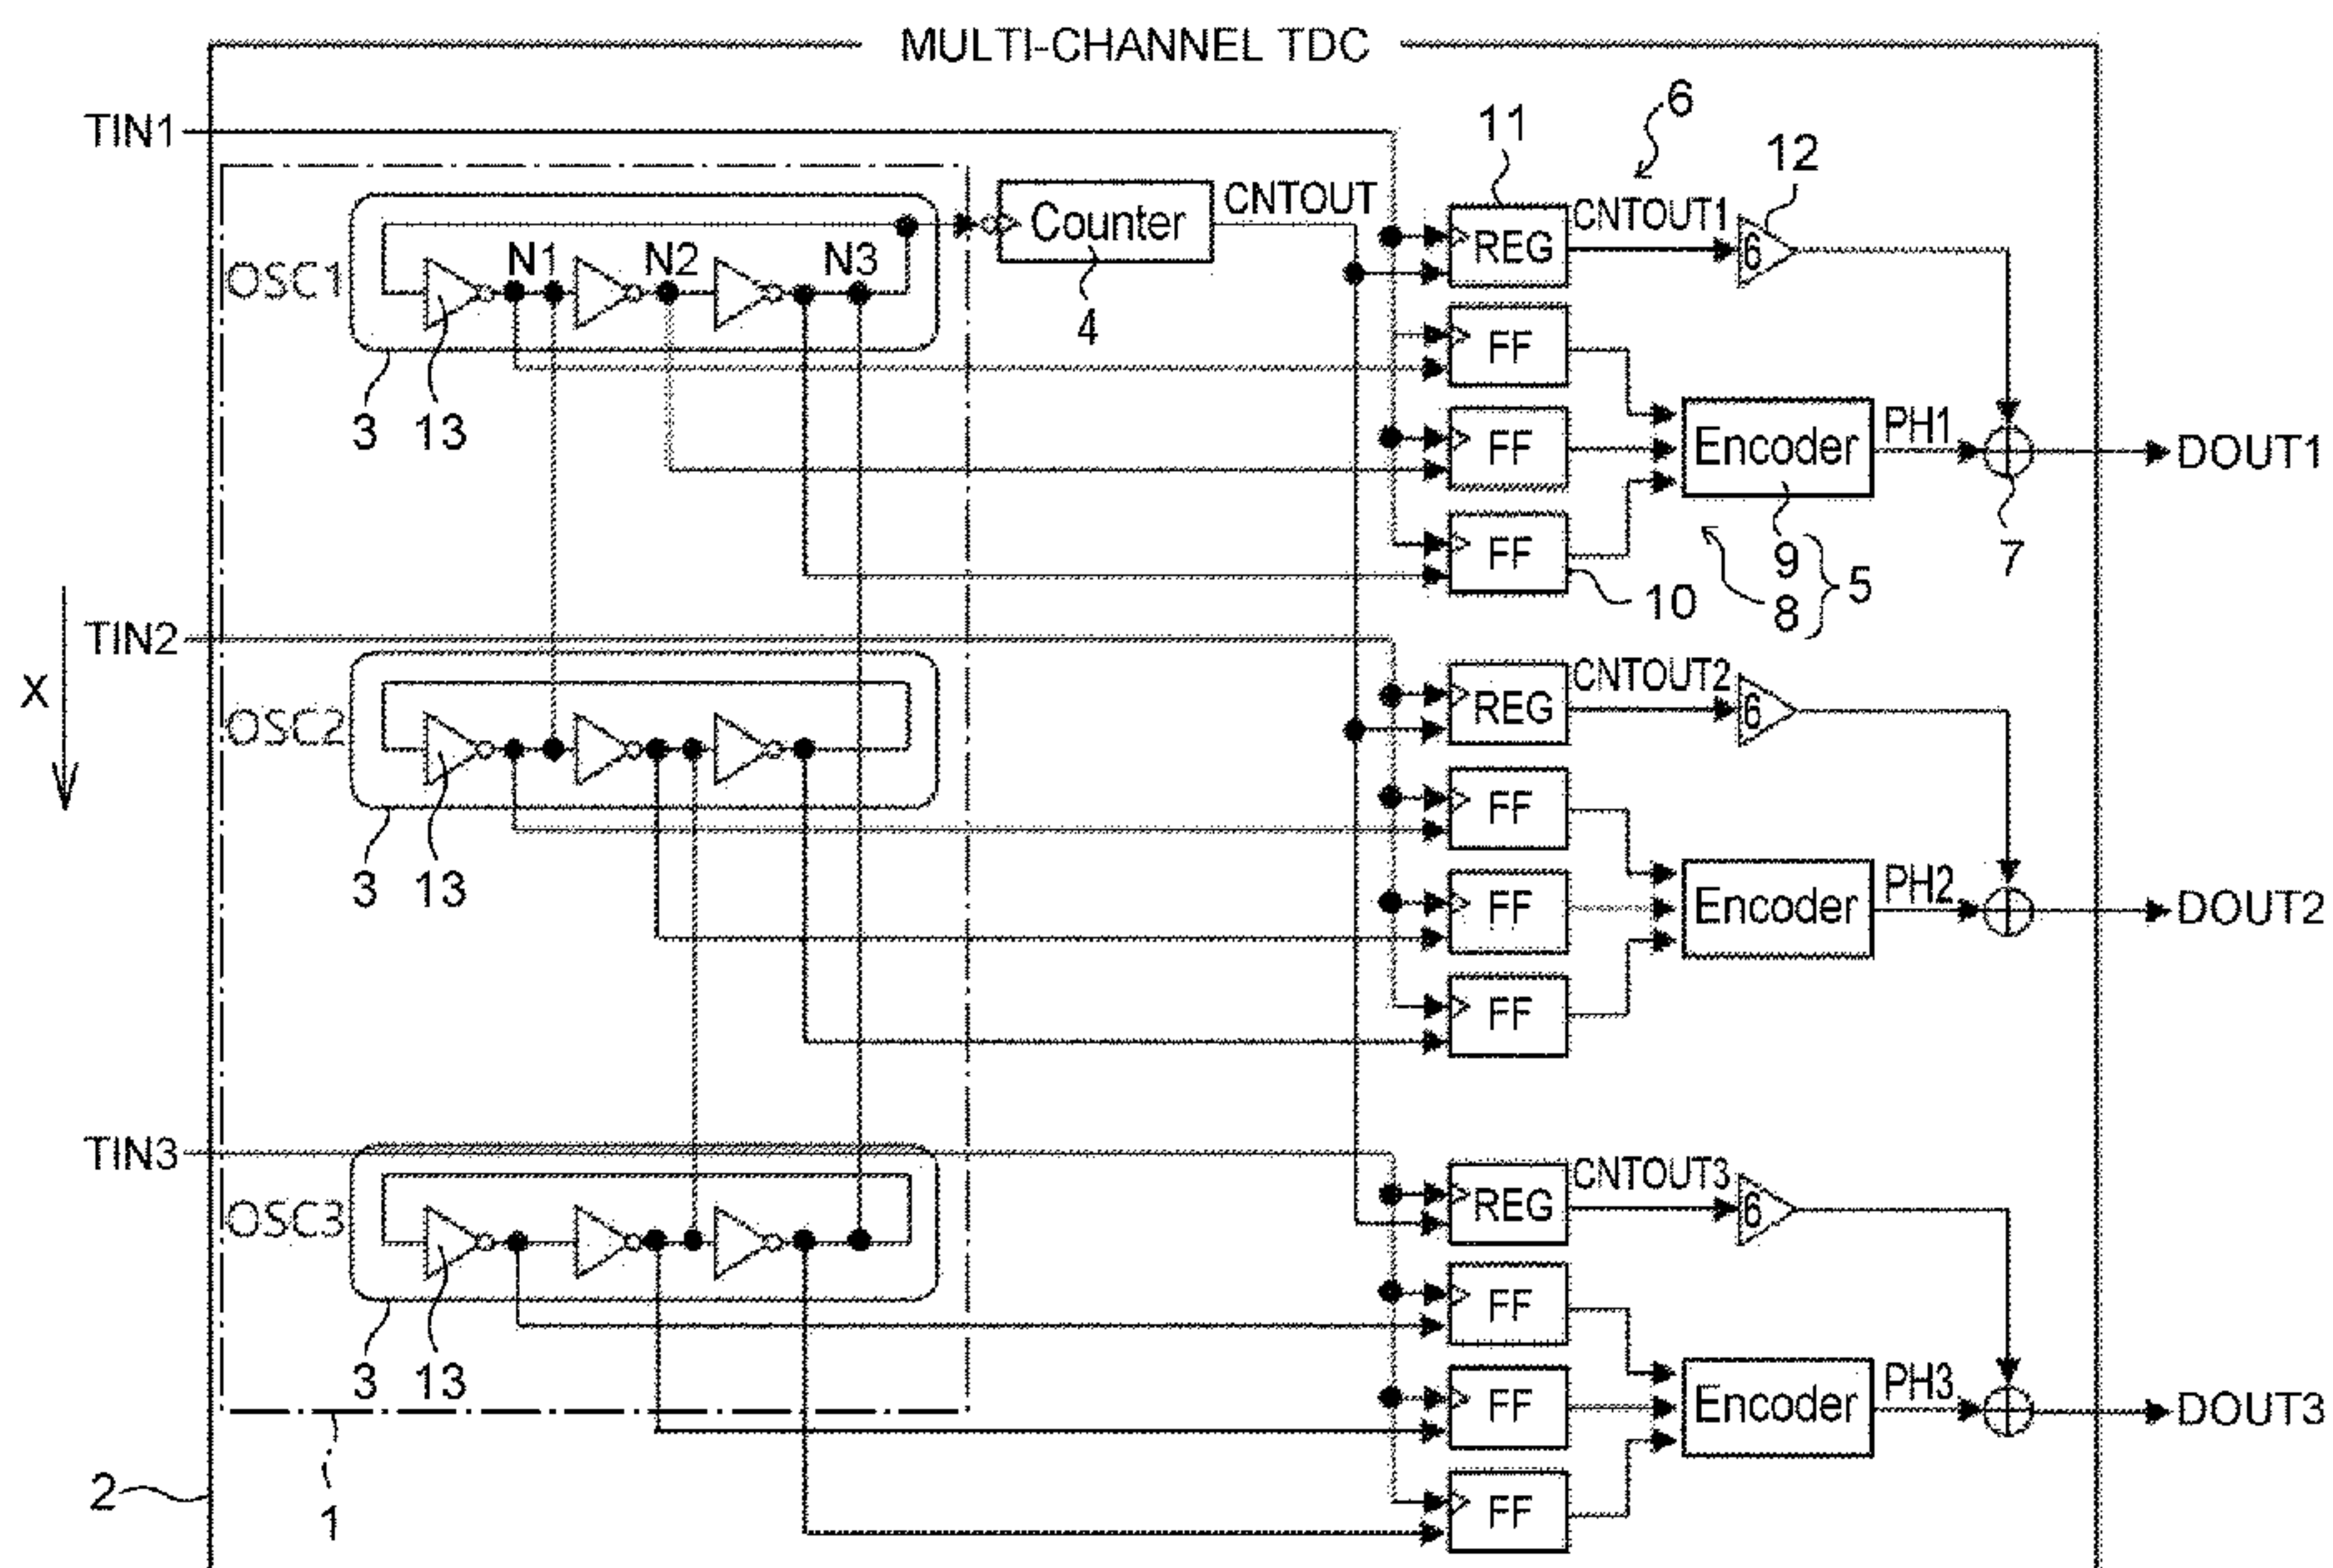 MULTI-CHANNEL TDC
TIN1
11
6
12
CNTOUT
CNTOUT1
Counter
REG
6
OSC1
N1
N2
N3
4
FF
3
13
FF
Encoder
PH1
DOUT1
FF
10
9
8
5
7
TIN2
X
CNTOUT2
REG
6
OSC2
FF
3
13
FF
Encoder
PH2
DOUT2
FF
TIN3
CNTOUT3
REG
6
OSC3
FF
3
13
FF
Encoder
PH3
DOUT3
FF
2
1